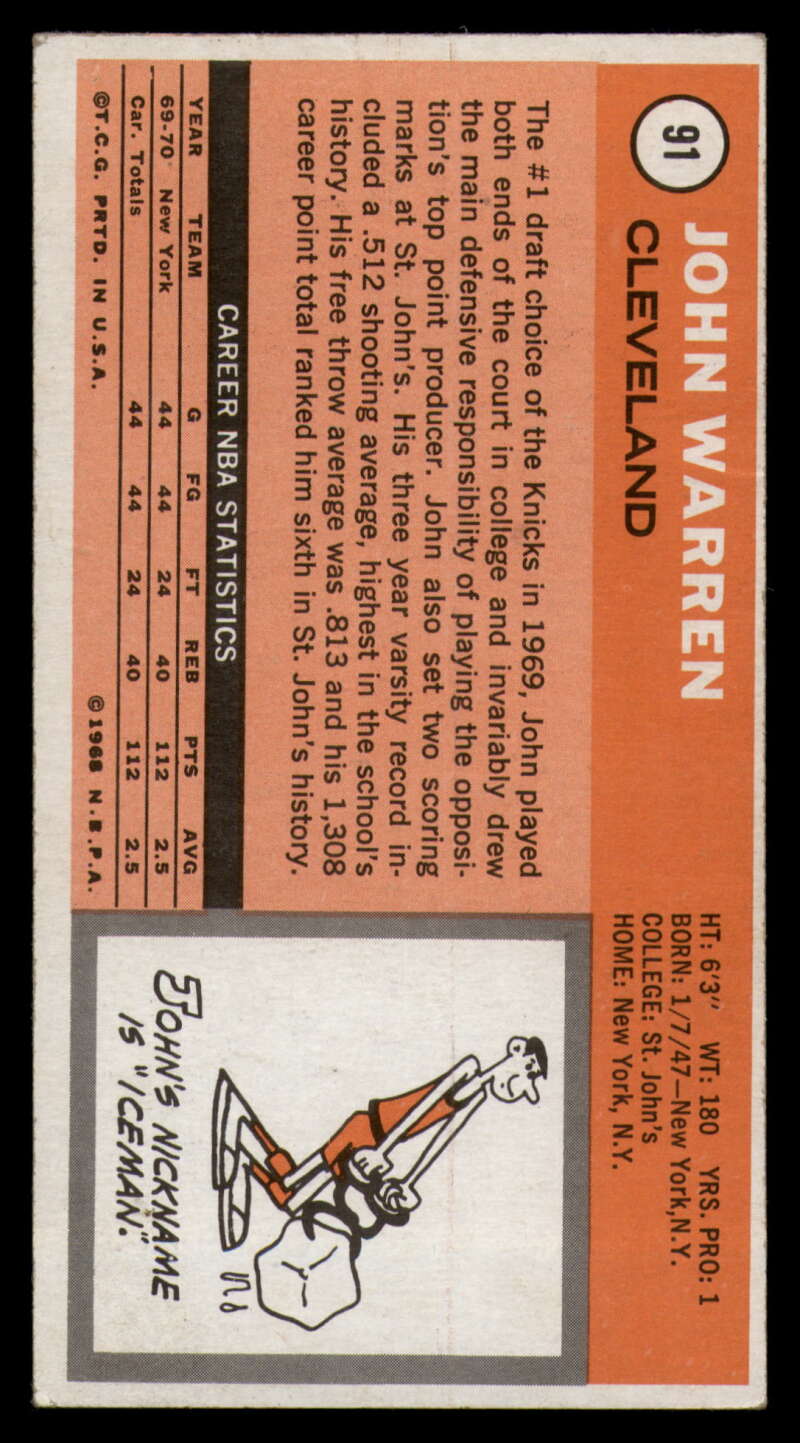 91
JOHN WARREN
CLEVELAND
HT: 6'3" WT: 180 YRS. PRO: 1
BORN: 1/7/47—New York, N.Y.
COLLEGE: St. John's
HOME: New York, N.Y.
The #1 draft choice of the Knicks in 1969, John played
both ends of the court in college and invariably drew
the main defensive responsibility of playing the opposi-
tion's top point producer. John also set two scoring
marks at St. John's. His three year varsity record in-
cluded a .512 shooting average, highest in the school's
history. His free throw average was .813 and his 1,308
career point total ranked him sixth in St. John's history.
CAREER NBA STATISTICS
YEAR TEAM G FG FT REB PTS AVG
69-70 New York 44 44 24 40 112 2.5
Car. Totals 44 44 24 40 112 2.5
©T.C.G. PRTD. IN U.S.A. ©1968 N.B.P.A.
JOHN'S NICKNAME
IS "ICEMAN."